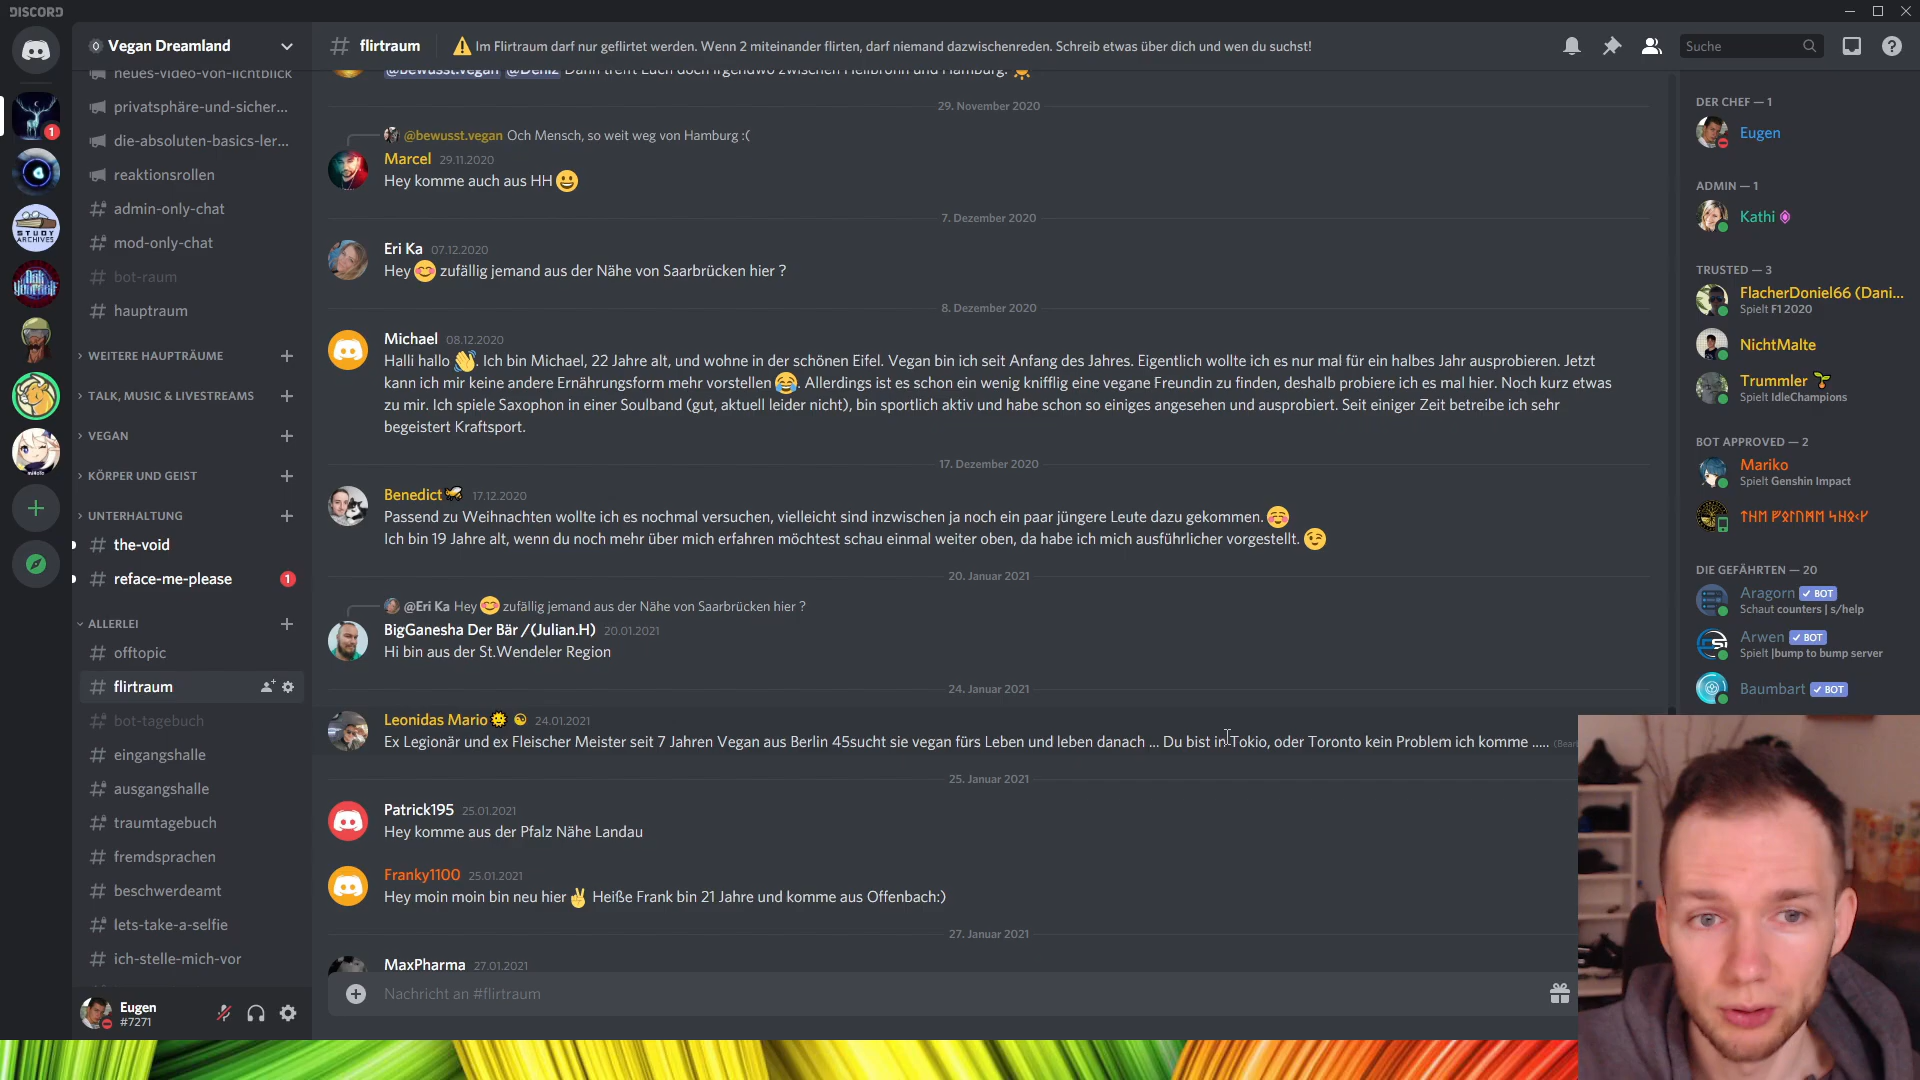 DISCORD
Vegan Dreamland
neues-video-von-lichtblick
privatsphäre-und-sicher...
die-absoluten-basics-ler...
reaktionsrollen
admin-only-chat
mod-only-chat
bot-raum
hauptraum
WEITERE HAUPTRÄUME
TALK, MUSIC & LIVESTREAMS
VEGAN
KÖRPER UND GEIST
UNTERHALTUNG
the-void
reface-me-please
1
ALLERLEI
offtopic
flirtraum
bot-tagebuch
eingangshalle
ausgangshalle
traumtagebuch
fremdsprachen
beschwerdeamt
lets-take-a-selfie
ich-stelle-mich-vor
Eugen
#7271
1
STUDY
ARCHIVES
flirtraum
⚠️ Im Flirtraum darf nur geflirtet werden. Wenn 2 miteinander flirten, darf niemand dazwischenreden. Schreib etwas über dich und wen du suchst!
Suche
@bewusst.vegan @Deniz Dann trefft Euch doch irgendwo zwischen Heilbronn und Hamburg. ☀️
29. November 2020
@bewusst.vegan Och Mensch, so weit weg von Hamburg :(
Marcel 29.11.2020
Hey komme auch aus HH 😀
7. Dezember 2020
Eri Ka 07.12.2020
Hey 😊 zufällig jemand aus der Nähe von Saarbrücken hier ?
8. Dezember 2020
Michael 08.12.2020
Halli hallo 👋. Ich bin Michael, 22 Jahre alt, und wohne in der schönen Eifel. Vegan bin ich seit Anfang des Jahres. Eigentlich wollte ich es nur mal für ein halbes Jahr ausprobieren. Jetzt
kann ich mir keine andere Ernährungsform mehr vorstellen 😂. Allerdings ist es schon ein wenig knifflig eine vegane Freundin zu finden, deshalb probiere ich es mal hier. Noch kurz etwas
zu mir. Ich spiele Saxophon in einer Soulband (gut, aktuell leider nicht), bin sportlich aktiv und habe schon so einiges angesehen und ausprobiert. Seit einiger Zeit betreibe ich sehr
begeistert Kraftsport.
17. Dezember 2020
Benedict🐝 17.12.2020
Passend zu Weihnachten wollte ich es nochmal versuchen, vielleicht sind inzwischen ja noch ein paar jüngere Leute dazu gekommen. ☺️
Ich bin 19 Jahre alt, wenn du noch mehr über mich erfahren möchtest schau einmal weiter oben, da habe ich mich ausführlicher vorgestellt. 😉
20. Januar 2021
@Eri Ka Hey 😊 zufällig jemand aus der Nähe von Saarbrücken hier ?
BigGanesha Der Bär /(Julian.H) 20.01.2021
Hi bin aus der St.Wendeler Region
24. Januar 2021
Leonidas Mario🌞 ☯ 24.01.2021
Ex Legionär und ex Fleischer Meister seit 7 Jahren Vegan aus Berlin 45sucht sie vegan fürs Leben und leben danach ... Du bist in Tokio, oder Toronto kein Problem ich komme .....
25. Januar 2021
Patrick195 25.01.2021
Hey komme aus der Pfalz Nähe Landau
Franky1100 25.01.2021
Hey moin moin bin neu hier ✌️ Heiße Frank bin 21 Jahre und komme aus Offenbach:)
27. Januar 2021
MaxPharma 27.01.2021
Nachricht an #flirtraum
DER CHEF — 1
Eugen
ADMIN — 1
Kathi
TRUSTED — 3
FlacherDoniel66 (Dani...
Spielt F1 2020
NichtMalte
Trummler 🌱
Spielt IdleChampions
BOT APPROVED — 2
Mariko
Spielt Genshin Impact
DIE GEFÄHRTEN — 20
Aragorn ✓ BOT
Schaut counters | s/help
Arwen ✓ BOT
Spielt |bump to bump server
Baumbart ✓ BOT